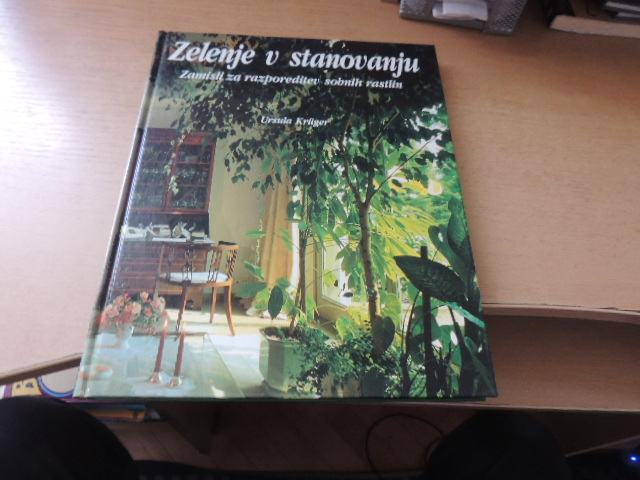 Zelenje v stanovanju
Zamisli za razporeditev sobnih rastlin
Ursula Krüger